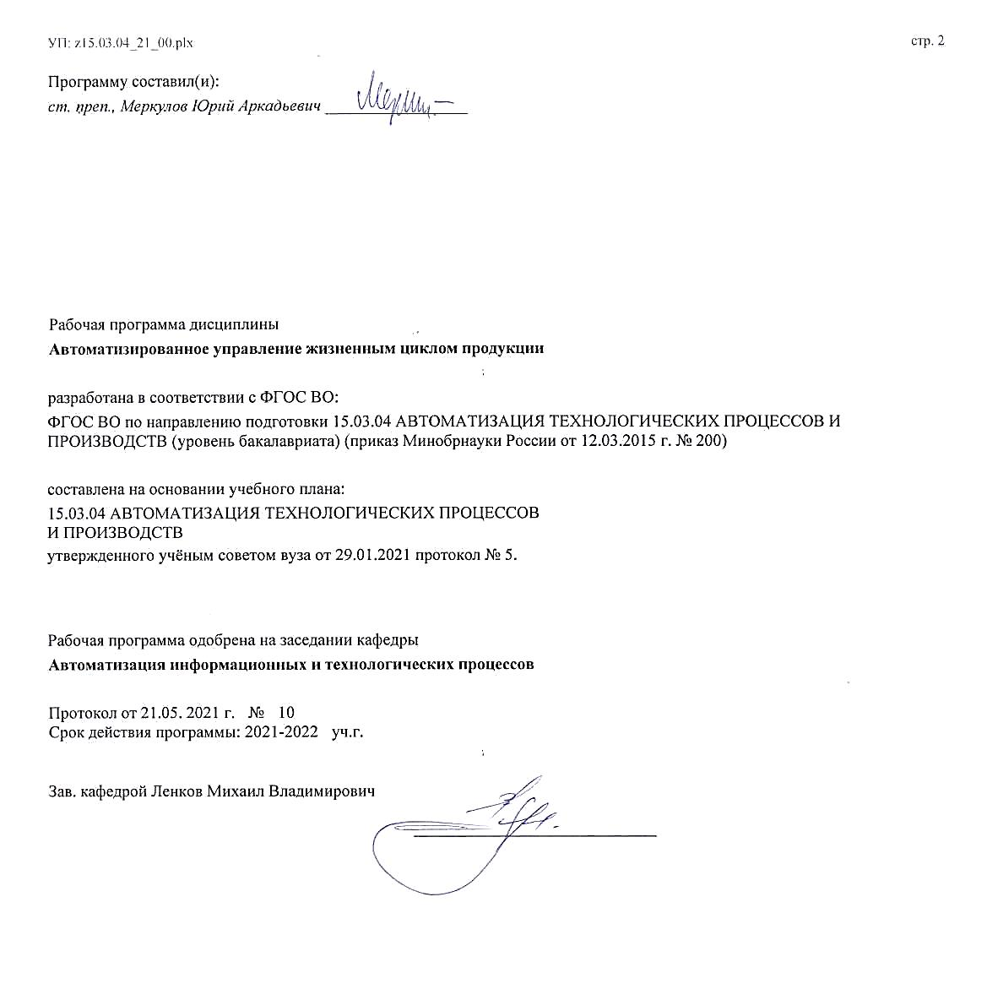 УП: z15.03.04_21_00.plx
стр. 2
Программу составил(и):
ст. преп., Меркулов Юрий Аркадьевич
Рабочая программа дисциплины
Автоматизированное управление жизненным циклом продукции
разработана в соответствии с ФГОС ВО:
ФГОС ВО по направлению подготовки 15.03.04 АВТОМАТИЗАЦИЯ ТЕХНОЛОГИЧЕСКИХ ПРОЦЕССОВ И
ПРОИЗВОДСТВ (уровень бакалавриата) (приказ Минобрнауки России от 12.03.2015 г. № 200)
составлена на основании учебного плана:
15.03.04 АВТОМАТИЗАЦИЯ ТЕХНОЛОГИЧЕСКИХ ПРОЦЕССОВ
И ПРОИЗВОДСТВ
утвержденного учёным советом вуза от 29.01.2021 протокол № 5.
Рабочая программа одобрена на заседании кафедры
Автоматизация информационных и технологических процессов
Протокол от 21.05. 2021 г. № 10
Срок действия программы: 2021-2022 уч.г.
Зав. кафедрой Ленков Михаил Владимирович